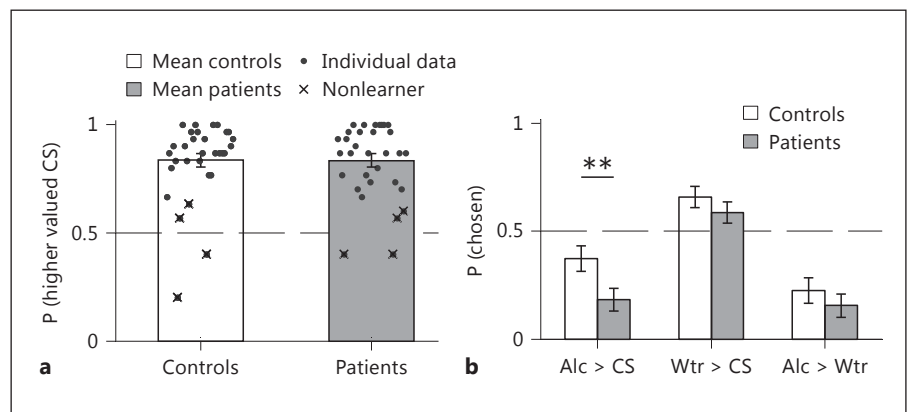 Mean controls
Individual data
Mean patients
Nonlearner
P (higher valued CS)
1
0.5
0
Controls
Patients
a
Controls
Patients
**
P (chosen)
1
0.5
0
Alc > CS
Wtr > CS
Alc > Wtr
b